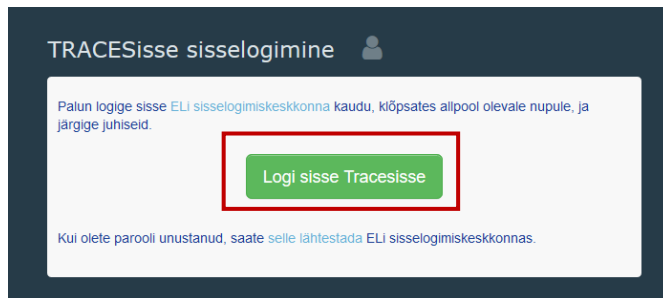 TRACESisse sisselogimine
Palun logige sisse ELi sisselogimiskeskkonna kaudu, klõpsates allpool olevale nupule, ja
järgige juhiseid.
Logi sisse Tracesisse
Kui olete parooli unustanud, saate selle lähtestada ELi sisselogimiskeskkonnas.